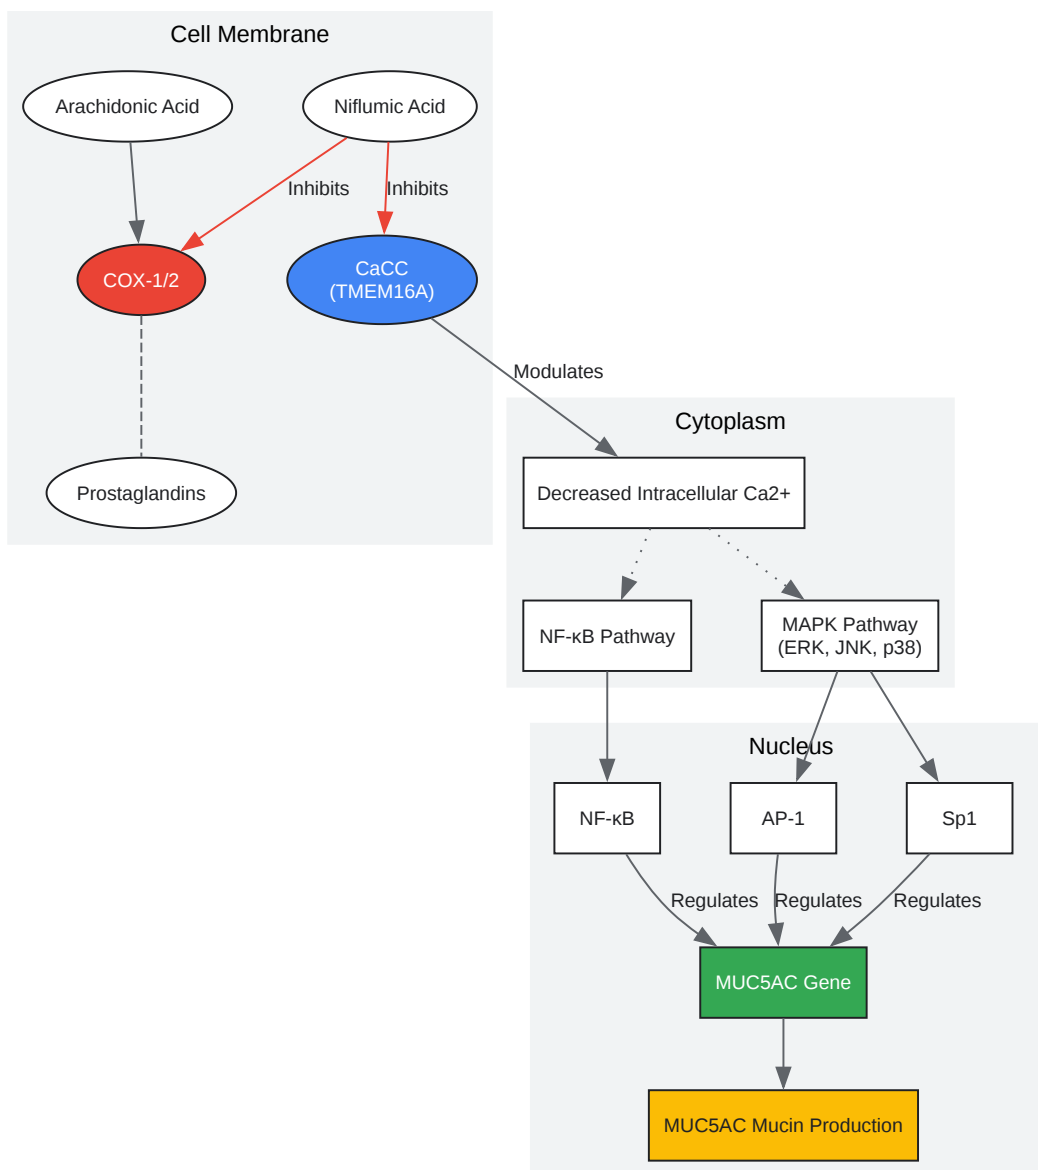 Cell Membrane
Arachidonic Acid
Niflumic Acid
Inhibits
Inhibits
COX-1/2
CaCC
(TMEM16A)
Modulates
Prostaglandins
Cytoplasm
Decreased Intracellular Ca2+
NF-κB Pathway
MAPK Pathway
(ERK, JNK, p38)
Nucleus
NF-κB
AP-1
Sp1
Regulates
Regulates
Regulates
MUC5AC Gene
MUC5AC Mucin Production